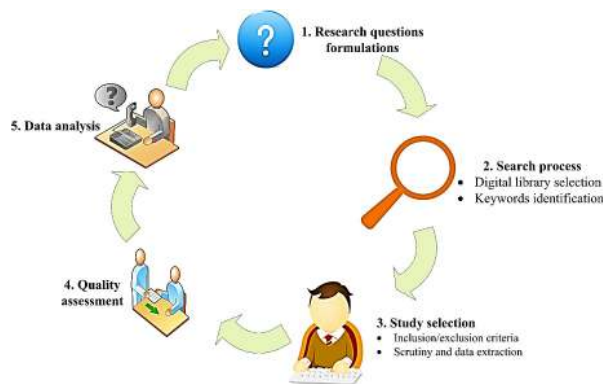 1. Research questions
formulations
2. Search process
• Digital library selection
• Keywords identification
3. Study selection
• Inclusion/exclusion criteria
• Scrutiny and data extraction
4. Quality
assessment
5. Data analysis